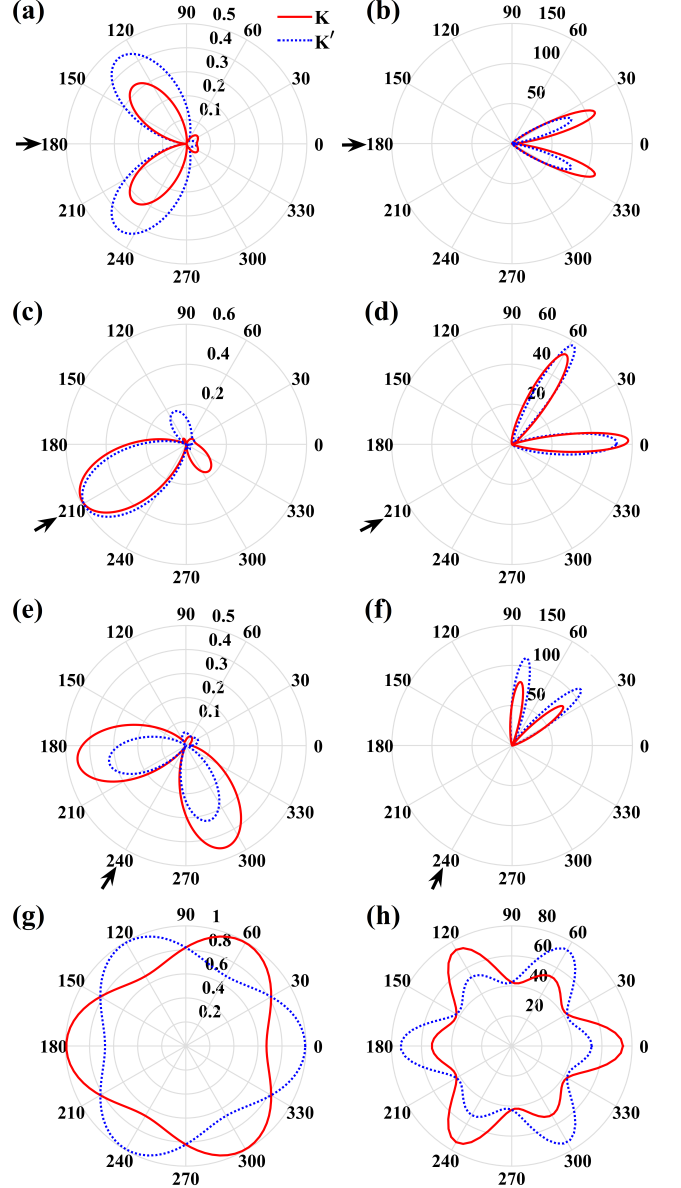 (a) 90 0.5 K (b) 90 150
120 0.4 K′ 120 60
0.3 100
150 0.2 150 30
0.1 50
180 0 180 0
210 330 210 330
240 300 240 300
270 270
(c) 90 0.6 (d) 90 60
120 60 120 60
0.4 40
150 30 150 30
0.2 20
180 0 180 0
210 330 210 330
240 300 240 300
270 270
(e) 90 0.5 (f) 90 150
120 0.4 60 120 60
0.3 100
150 0.2 30 150 30
0.1 50
180 0 180 0
210 330 210 330
240 300 240 300
270 270
(g) 90 1 (h) 90 80
120 0.8 60 120 60 60
150 0.6 30 150 40 30
0.4
0.2 20
180 0 180 0
210 330 210 330
240 300 240 300
270 270